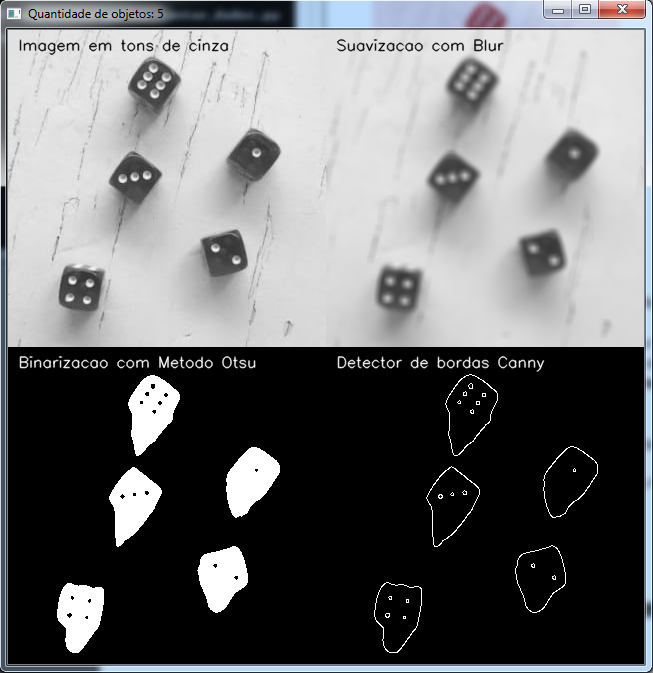 Quantidade de objetos: 5
Imagem em tons de cinza
Suavizacao com Blur
Binarizacao com Metodo Otsu
Detector de bordas Canny